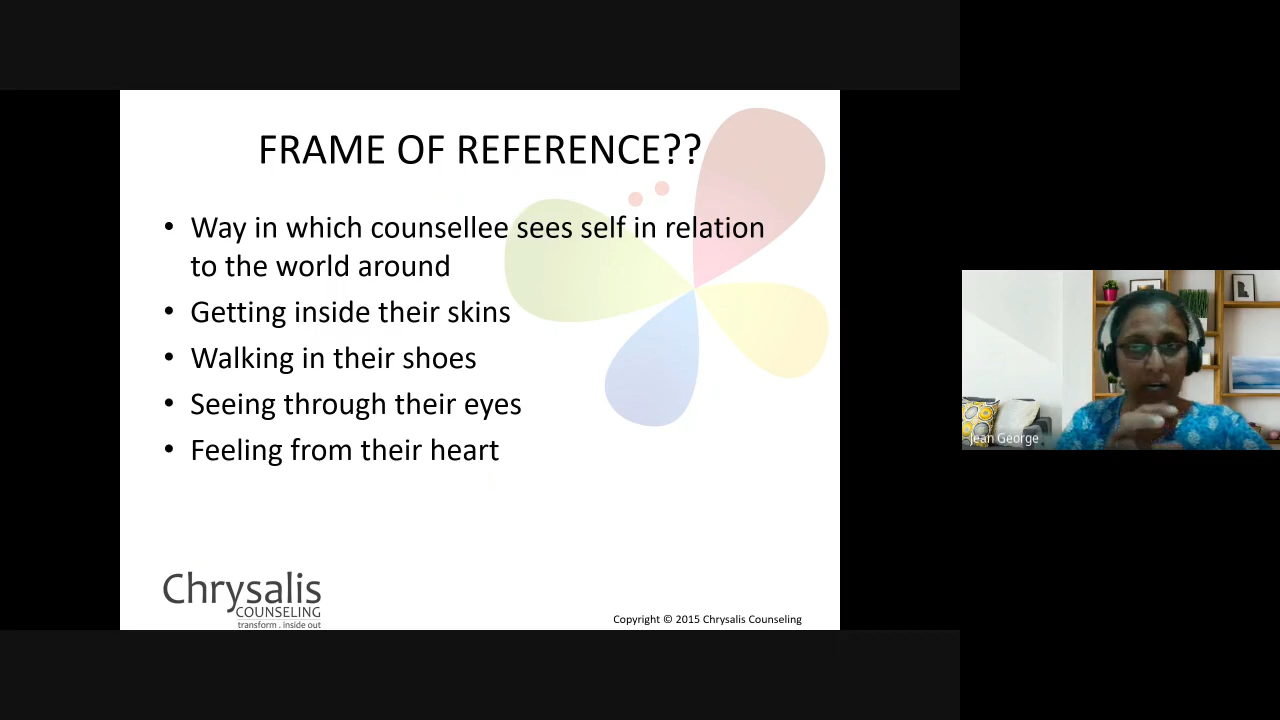 FRAME OF REFERENCE??
• Way in which counsellee sees self in relation
to the world around
• Getting inside their skins
• Walking in their shoes
• Seeing through their eyes
• Feeling from their heart
Chrysalis
COUNSELING
transform . inside out
Copyright © 2015 Chrysalis Counseling
Jean George